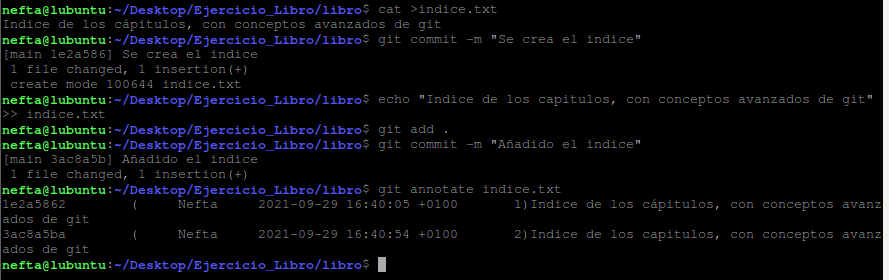 nefta@lubuntu:~/Desktop/Ejercicio_Libro/libro$ cat >indice.txt
Indice de los cápitulos, con conceptos avanzados de git
nefta@lubuntu:~/Desktop/Ejercicio_Libro/libro$ git commit -m "Se crea el indice"
[main 1e2a586] Se crea el indice
 1 file changed, 1 insertion(+)
 create mode 100644 indice.txt
nefta@lubuntu:~/Desktop/Ejercicio_Libro/libro$ echo "Indice de los capitulos, con conceptos avanzados de git"
>> indice.txt
nefta@lubuntu:~/Desktop/Ejercicio_Libro/libro$ git add .
nefta@lubuntu:~/Desktop/Ejercicio_Libro/libro$ git commit -m "Añadido el indice"
[main 3ac8a5b] Añadido el indice
 1 file changed, 1 insertion(+)
nefta@lubuntu:~/Desktop/Ejercicio_Libro/libro$ git annotate indice.txt
1e2a5862        (     Nefta     2021-09-29 16:40:05 +0100       1)Indice de los cápitulos, con conceptos avanz
ados de git
3ac8a5ba        (     Nefta     2021-09-29 16:40:54 +0100       2)Indice de los capitulos, con conceptos avanz
ados de git
nefta@lubuntu:~/Desktop/Ejercicio_Libro/libro$